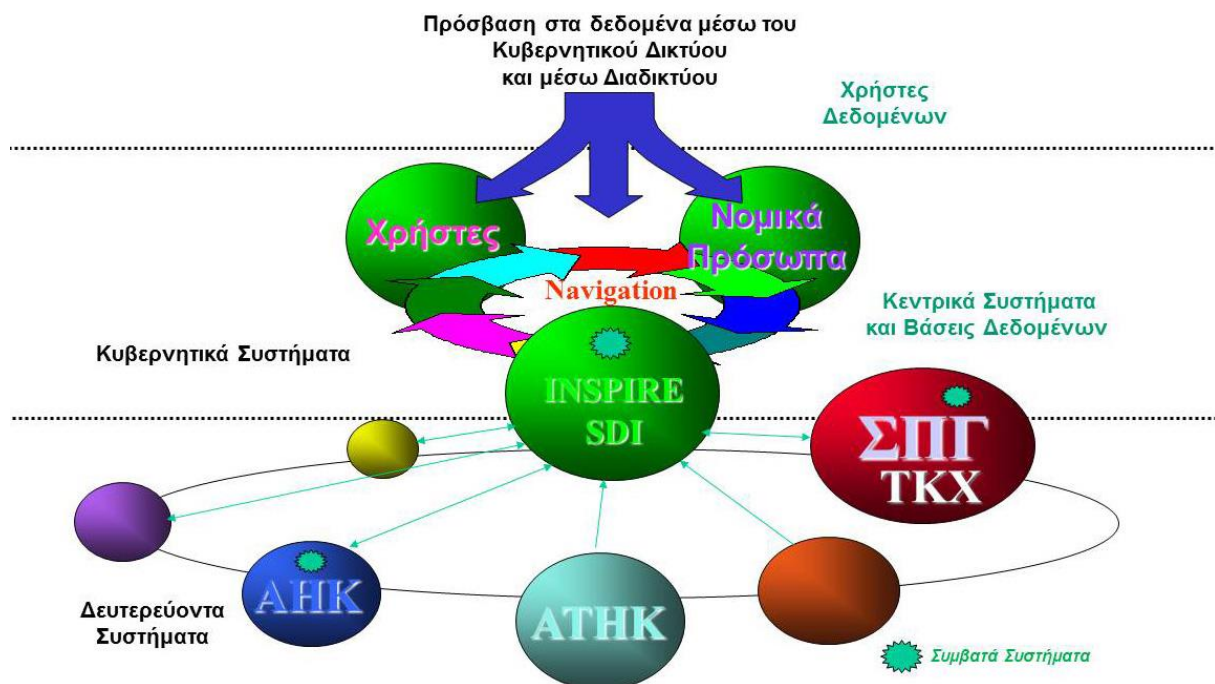 Πρόσβαση στα δεδομένα μέσω του
Κυβερνητικού Δικτύου
και μέσω Διαδικτύου
Χρήστες
Δεδομένων
Χρήστες
Νομικά
Πρόσωπα
Navigation
Κεντρικά Συστήματα
και Βάσεις Δεδομένων
Κυβερνητικά Συστήματα
INSPIRE
SDI
ΣΠΓ
ΤΚΧ
ΑΗΚ
ΑΤΗΚ
Δευτερεύοντα
Συστήματα
Συμβατά Συστήματα